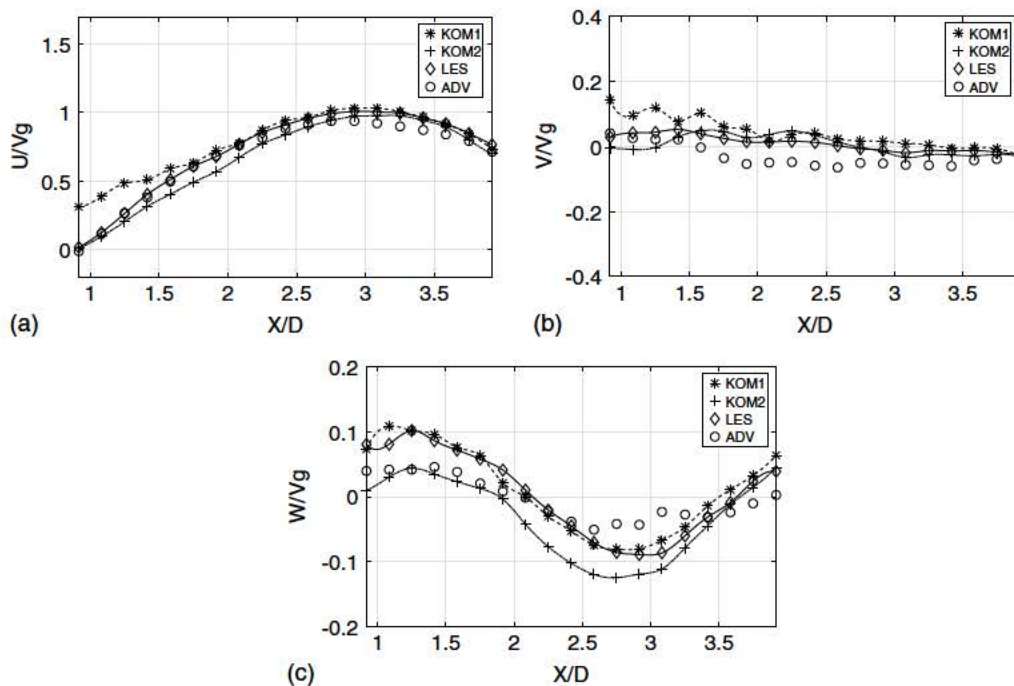 1.5
1
0.5
0
U/Vg
KOM1
KOM2
LES
ADV
1 1.5 2 2.5 3 3.5
X/D
(a)
0.4
0.2
0
-0.2
-0.4
V/Vg
KOM1
KOM2
LES
ADV
1 1.5 2 2.5 3 3.5
X/D
(b)
0.2
0.1
0
-0.1
-0.2
W/Vg
KOM1
KOM2
LES
ADV
1 1.5 2 2.5 3 3.5
X/D
(c)